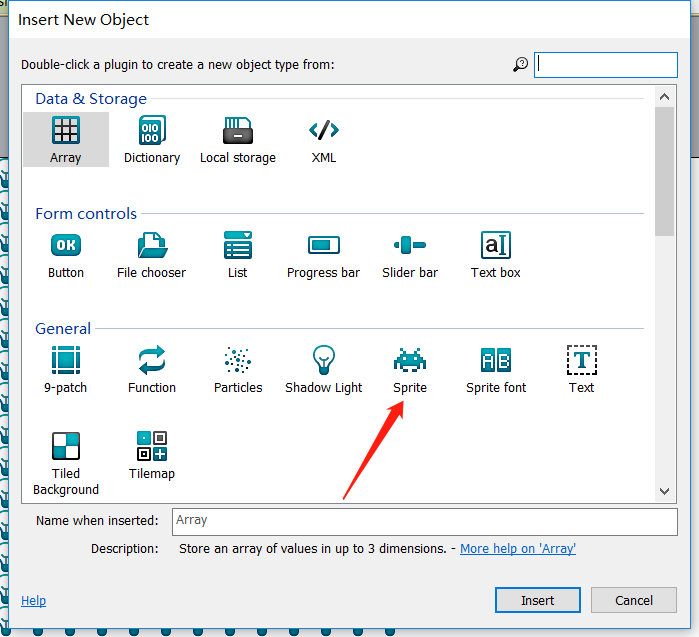 Insert New Object
Double-click a plugin to create a new object type from:
Data & Storage
Array Dictionary Local storage XML
Form controls
Button File chooser List Progress bar Slider bar Text box
General
9-patch Function Particles Shadow Light Sprite Sprite font Text
Tiled Background Tilemap
Name when inserted: Array
Description: Store an array of values in up to 3 dimensions. - More help on 'Array'
Help Insert Cancel